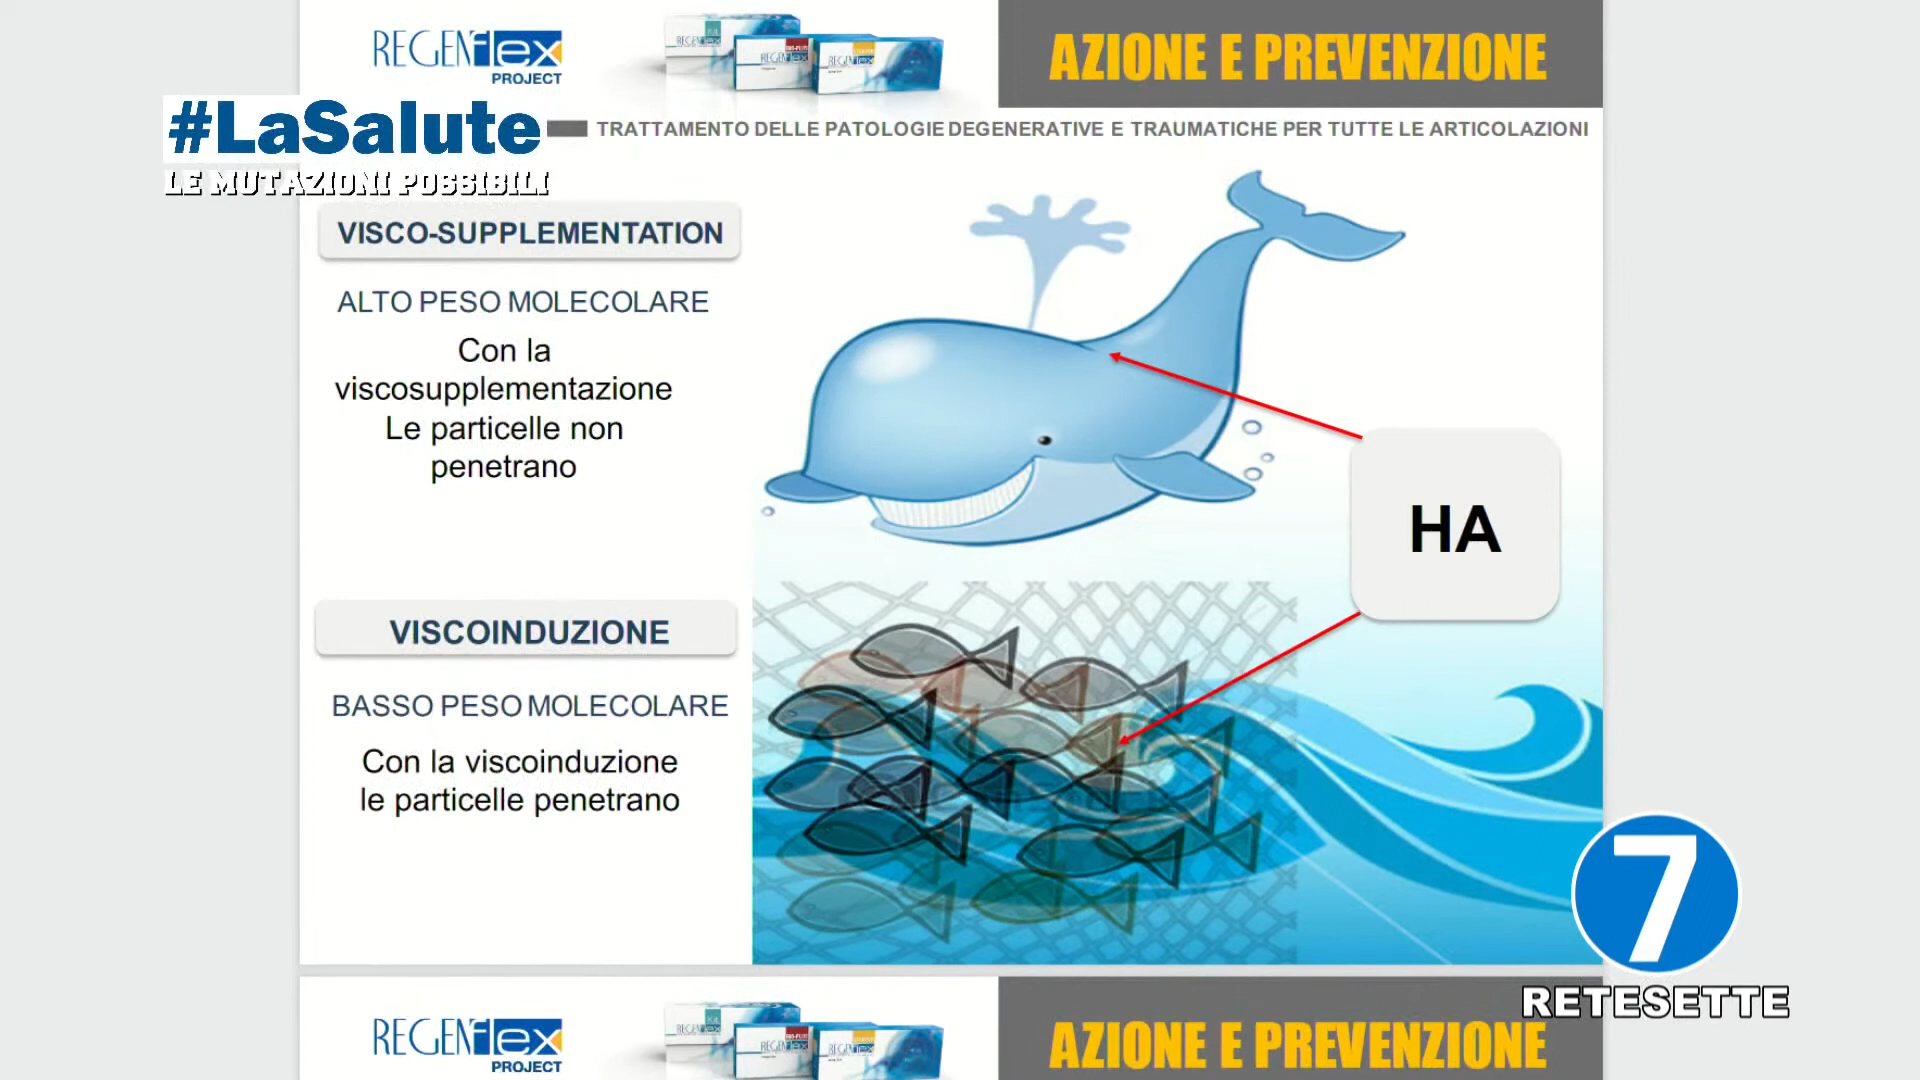 REGENflex
PROJECT
AZIONE E PREVENZIONE
#LaSalute
LE MUTAZIONI POSSIBILI
TRATTAMENTO DELLE PATOLOGIE DEGENERATIVE E TRAUMATICHE PER TUTTE LE ARTICOLAZIONI
VISCO-SUPPLEMENTATION
ALTO PESO MOLECOLARE
Con la
viscosupplementazione
Le particelle non
penetrano
HA
VISCOINDUZIONE
BASSO PESO MOLECOLARE
Con la viscoinduzione
le particelle penetrano
7
RETESETTE
REGENflex
PROJECT
AZIONE E PREVENZIONE